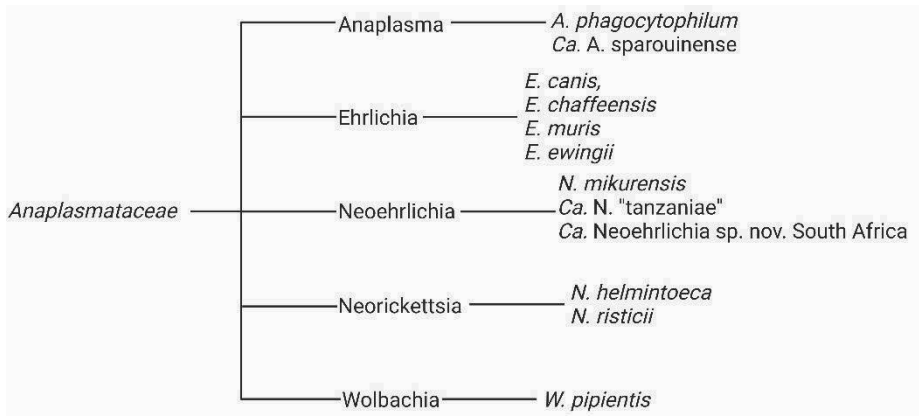 Anaplasmataceae
Anaplasma
A. phagocytophilum
Ca. A. sparouinense
Ehrlichia
E. canis,
E. chaffeensis
E. muris
E. ewingii
Neoehrlichia
N. mikurensis
Ca. N. "tanzaniae"
Ca. Neoehrlichia sp. nov. South Africa
Neorickettsia
N. helmintoeca
N. risticii
Wolbachia
W. pipientis